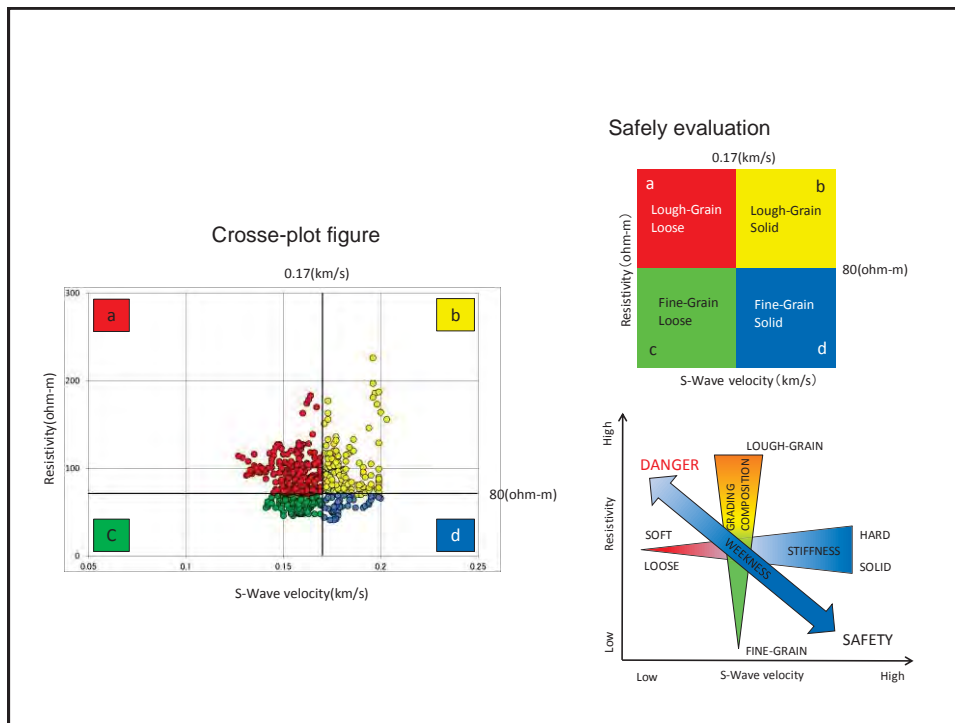 Safely evaluation
0.17(km/s)
a
b
Lough-Grain
Loose
Lough-Grain
Solid
Resistivity(ohm-m)
80(ohm-m)
Fine-Grain
Loose
Fine-Grain
Solid
c
d
S-Wave velocity(km/s)
Crosse-plot figure
0.17(km/s)
300
a
b
200
Resistivity(ohm-m)
100
80(ohm-m)
C
d
0
0.05
0.1
0.15
0.2
0.25
S-Wave velocity(km/s)
High
LOUGH-GRAIN
DANGER
GRADING
COMPOSITION
Resistivity
SOFT
LOOSE
WEEKNESS
STIFFNESS
HARD
SOLID
SAFETY
Low
FINE-GRAIN
Low
S-Wave velocity
High